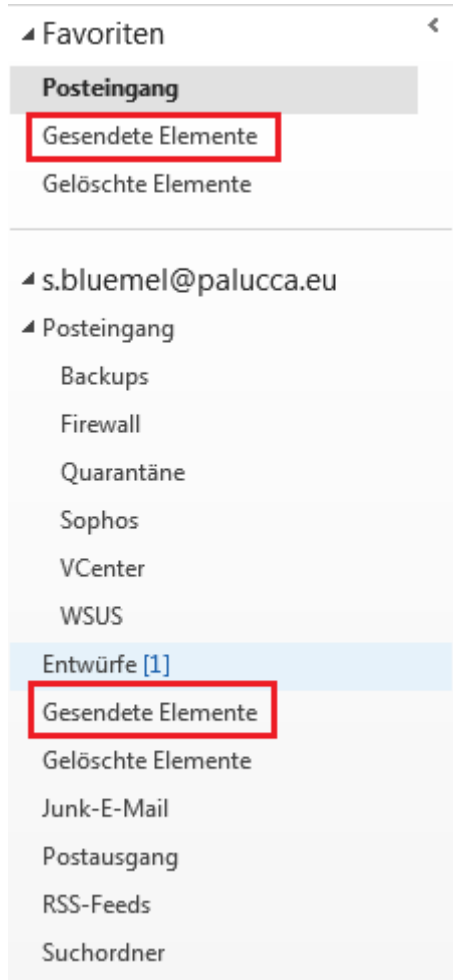 Favoriten
Posteingang
Gesendete Elemente
Gelöschte Elemente
s.bluemel@palucca.eu
Posteingang
Backups
Firewall
Quarantäne
Sophos
VCenter
WSUS
Entwürfe [1]
Gesendete Elemente
Gelöschte Elemente
Junk-E-Mail
Postausgang
RSS-Feeds
Suchordner